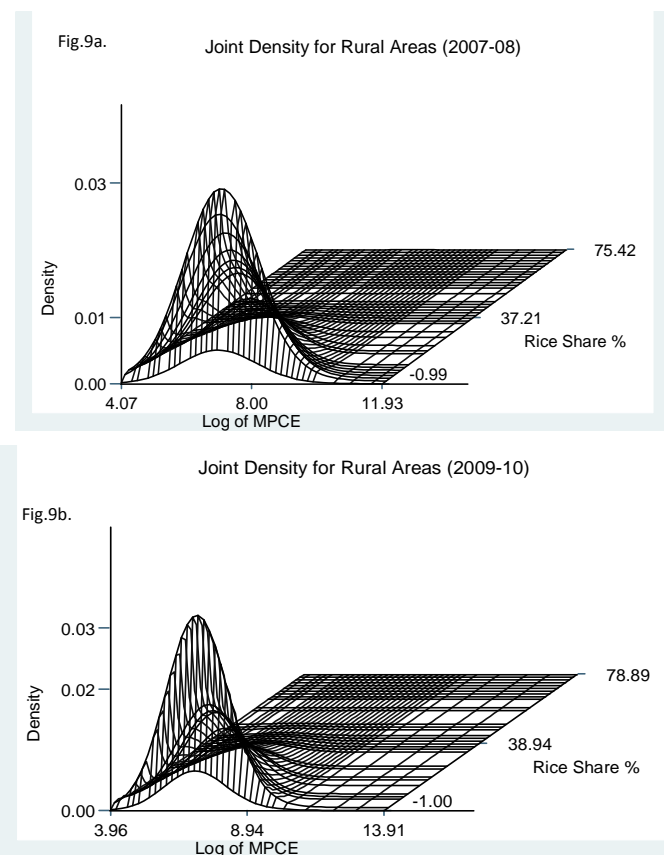 Fig.9a.
Joint Density for Rural Areas (2007-08)
0.03
0.01
0.00
Density
75.42
37.21
-0.99
Rice Share %
4.07 8.00 11.93
Log of MPCE
Joint Density for Rural Areas (2009-10)
Fig.9b.
0.03
0.02
0.00
Density
78.89
38.94
-1.00
Rice Share %
3.96 8.94 13.91
Log of MPCE